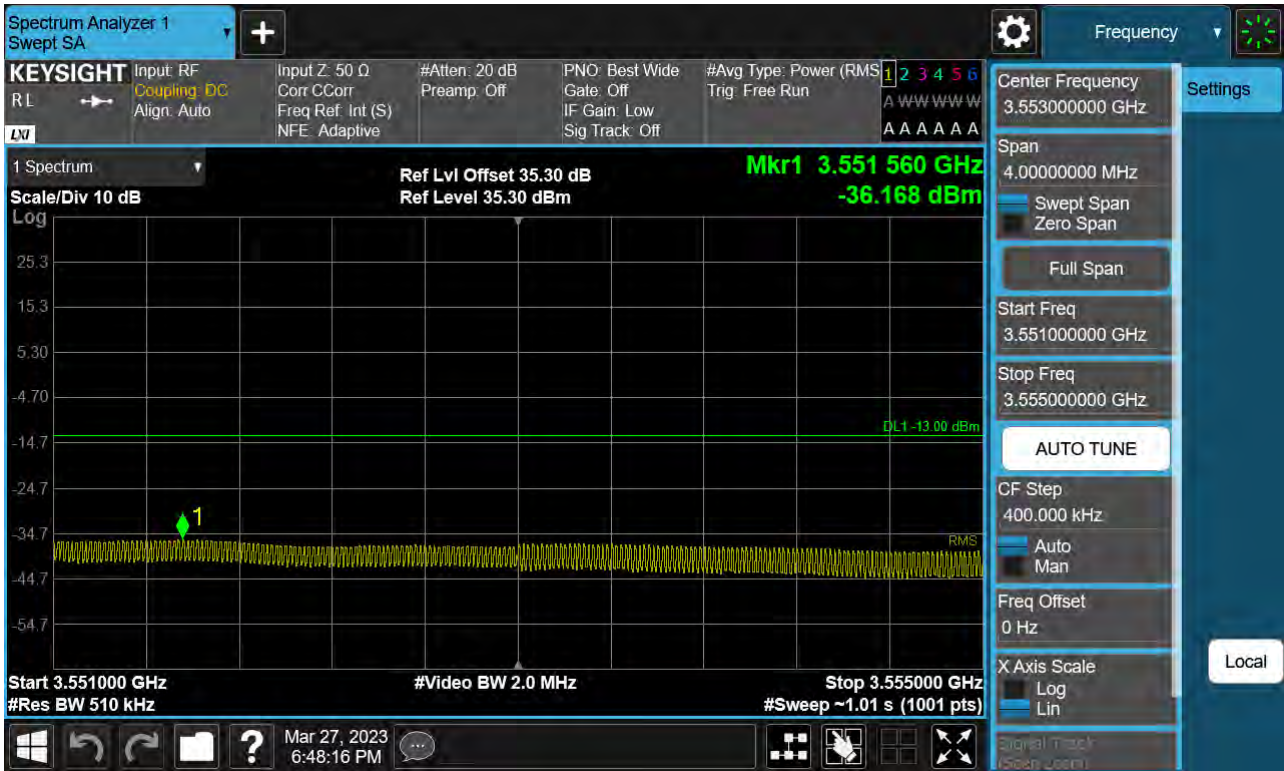 Spectrum Analyzer 1
Swept SA
+
Frequency
KEYSIGHT
RL
LXI
Input: RF
Coupling: DC
Align: Auto
Input Z: 50 Ω
Corr CCorr
Freq Ref: Int (S)
NFE: Adaptive
#Atten: 20 dB
Preamp: Off
PNO: Best Wide
Gate: Off
IF Gain: Low
Sig Track: Off
#Avg Type: Power (RMS
Trig: Free Run
1 2 3 4 5 6
A W W W W W
A A A A A A
1 Spectrum
Scale/Div 10 dB
Log
Ref Lvl Offset 35.30 dB
Ref Level 35.30 dBm
Mkr1 3.551 560 GHz
-36.168 dBm
25.3
15.3
5.30
-4.70
-14.7
-24.7
-34.7
-44.7
-54.7
DL1 -13.00 dBm
1
RMS
Start 3.551000 GHz
#Res BW 510 kHz
#Video BW 2.0 MHz
Stop 3.555000 GHz
#Sweep ~1.01 s (1001 pts)
Center Frequency
3.553000000 GHz
Span
4.00000000 MHz
Swept Span
Zero Span
Full Span
Start Freq
3.551000000 GHz
Stop Freq
3.555000000 GHz
AUTO TUNE
CF Step
400.000 kHz
Auto
Man
Freq Offset
0 Hz
X Axis Scale
Log
Lin
Signal Track
(Span Zoom)
Settings
Local
?
Mar 27, 2023
6:48:16 PM